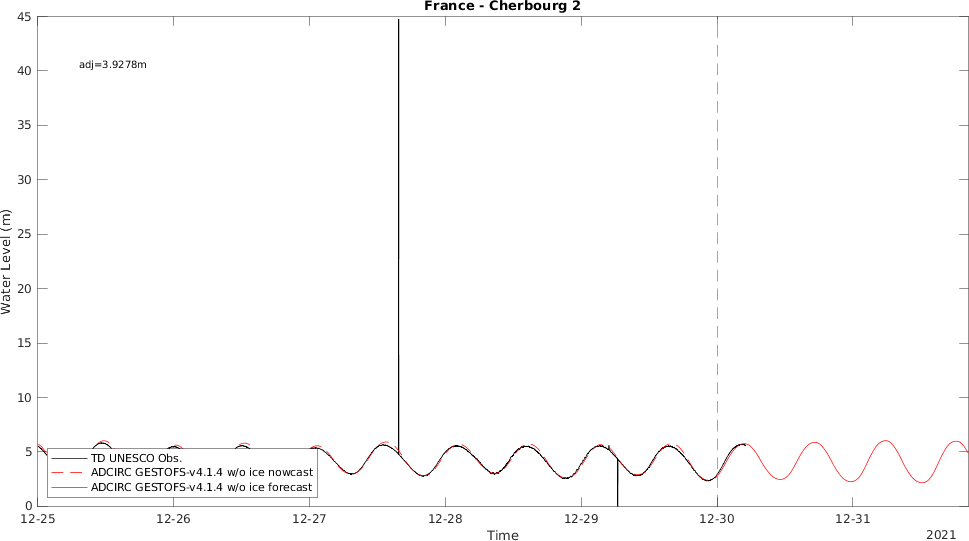 France - Cherbourg 2
adj=3.9278m
Water Level (m)
45
40
35
30
25
20
15
10
5
0
TD UNESCO Obs.
ADCIRC GESTOFS-v4.1.4 w/o ice nowcast
ADCIRC GESTOFS-v4.1.4 w/o ice forecast
12-25 12-26 12-27 12-28 12-29 12-30 12-31
Time
2021